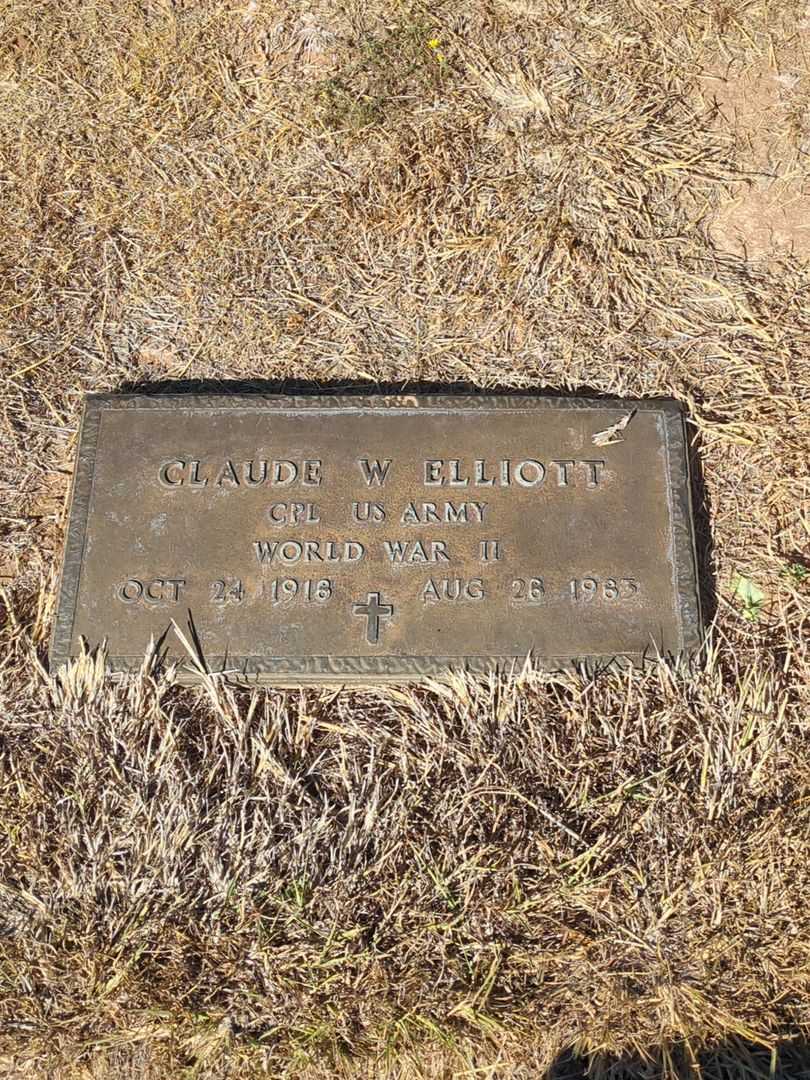 CLAUDE W ELLIOTT
CPL US ARMY
WORLD WAR II
OCT 24 1918 AUG 28 1983